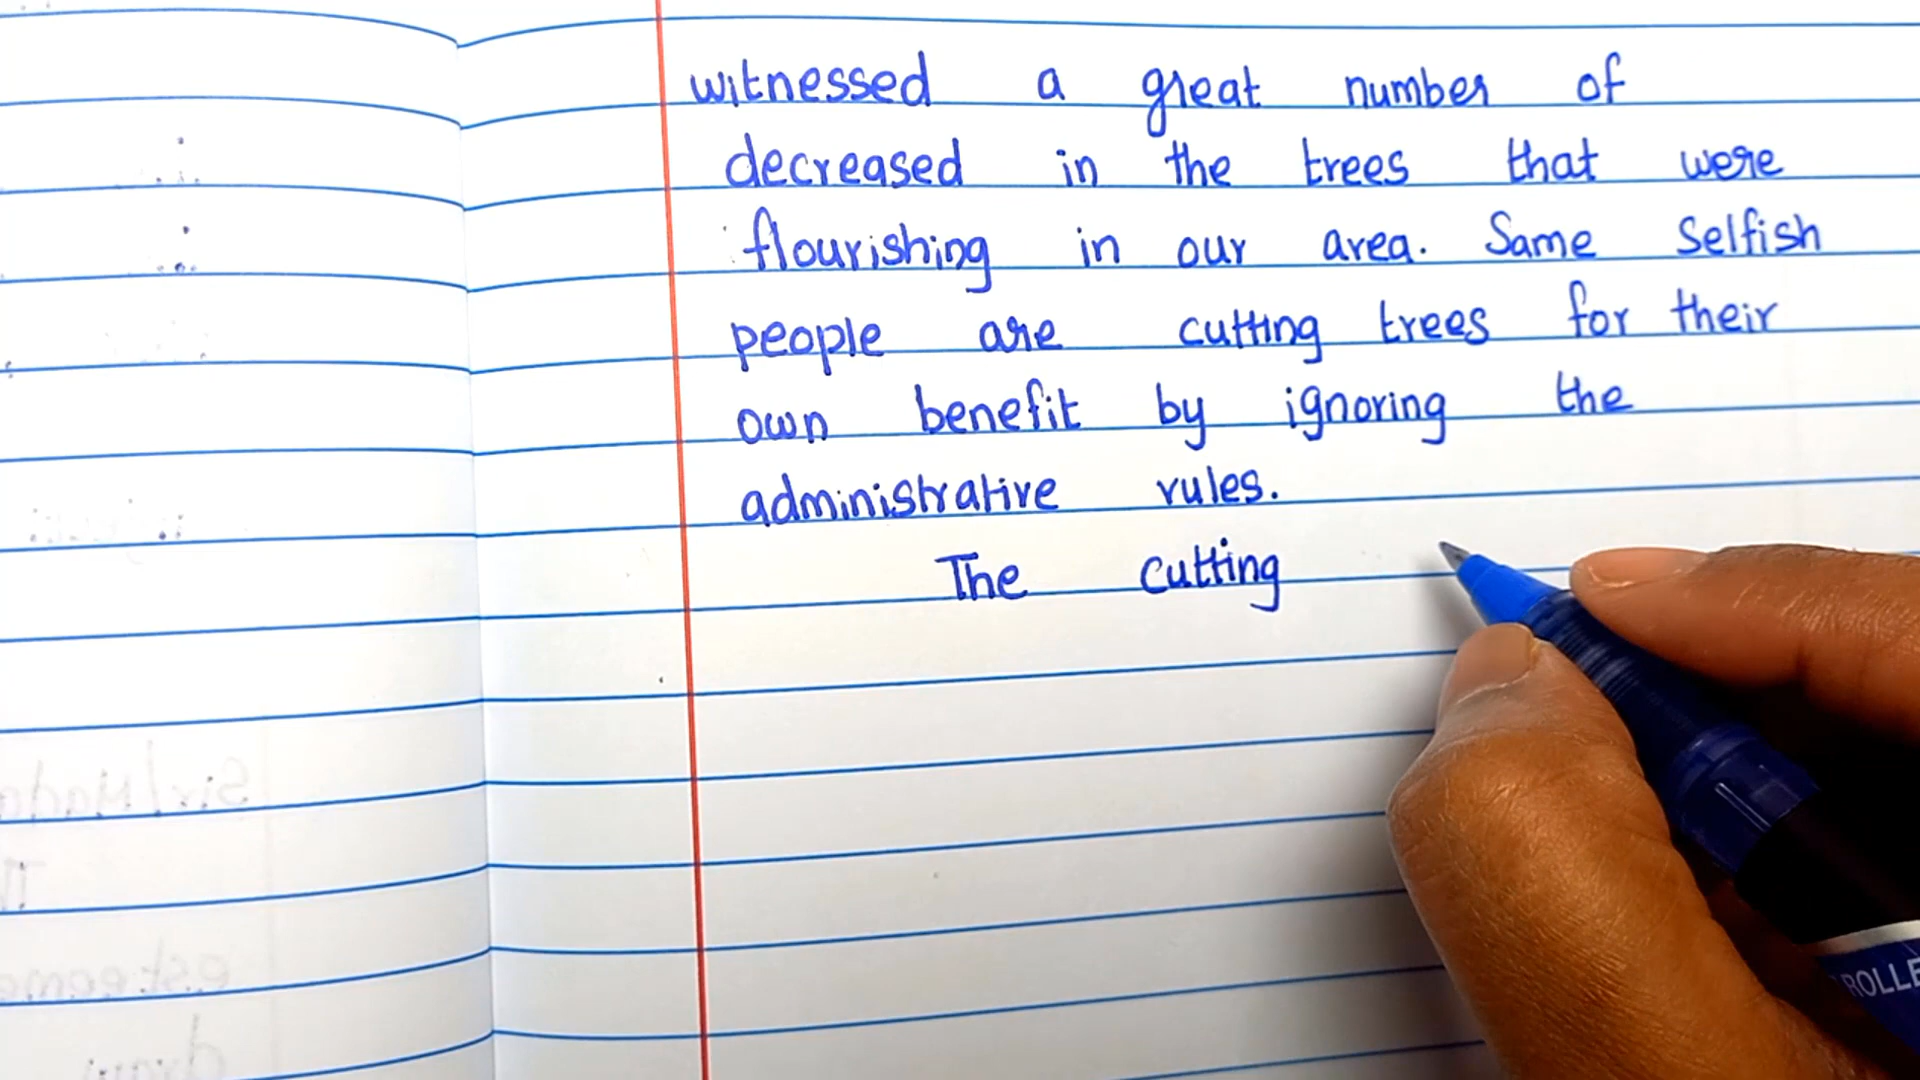 witnessed a great number of
decreased in the trees that were
flourishing in our area. Same Selfish
people are cutting trees for their
own benefit by ignoring the
administrative rules.
The cutting
ROLLE